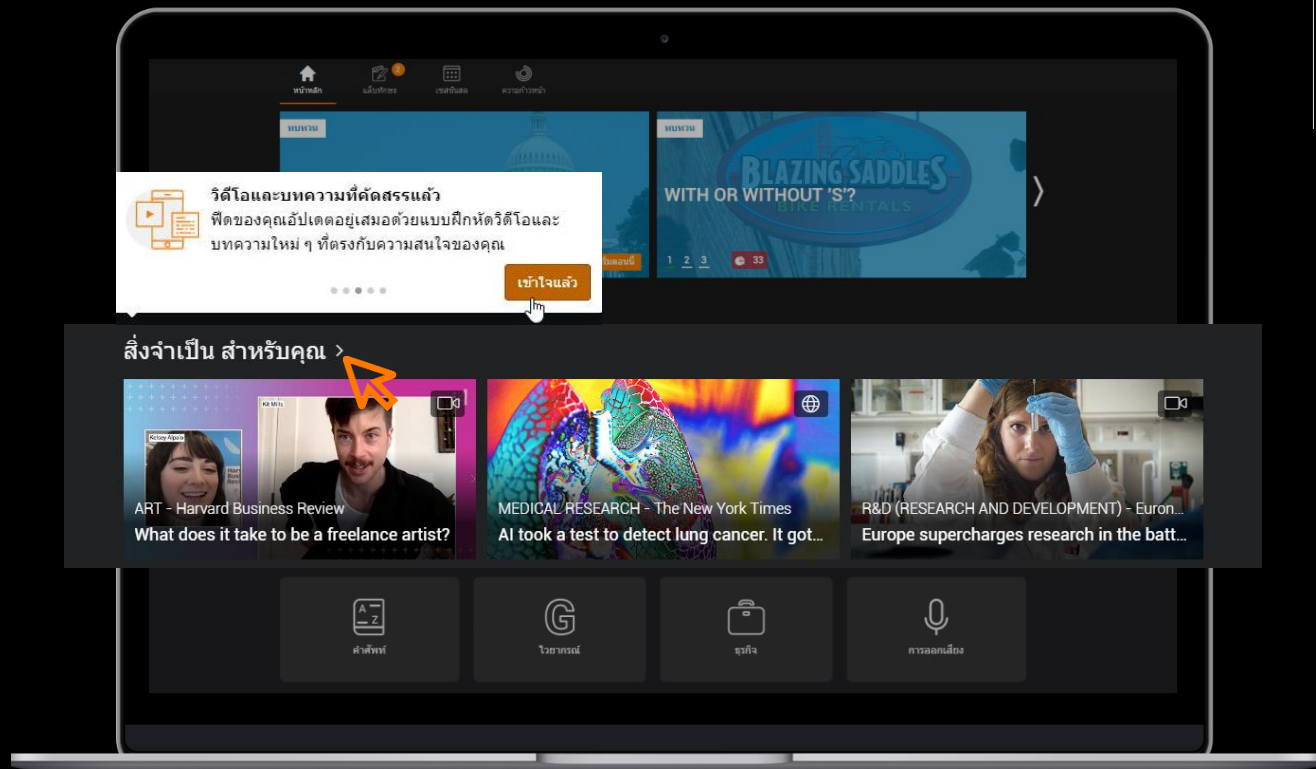 หน้าหลัก
แล็บทักษะ
2
เซสชันสด
ความก้าวหน้า
ทบทวน
ทบทวน
BLAZING SADDLES
BIKE RENTALS
WITH OR WITHOUT 'S'?
1 2 3
33
วิดีโอและบทความที่คัดสรรแล้ว
ฟีดของคุณอัปเดตอยู่เสมอด้วยแบบฝึกหัดวิดีโอและ
บทความใหม่ ๆ ที่ตรงกับความสนใจของคุณ
เข้าใจแล้ว
สิ่งจำเป็น สำหรับคุณ >
Kelsey Alpaio
Kit Mills
ART - Harvard Business Review
What does it take to be a freelance artist?
MEDICAL RESEARCH - The New York Times
AI took a test to detect lung cancer. It got...
R&D (RESEARCH AND DEVELOPMENT) - Euron...
Europe supercharges research in the batt...
A
Z
คำศัพท์
G
ไวยากรณ์
ธุรกิจ
การออกเสียง